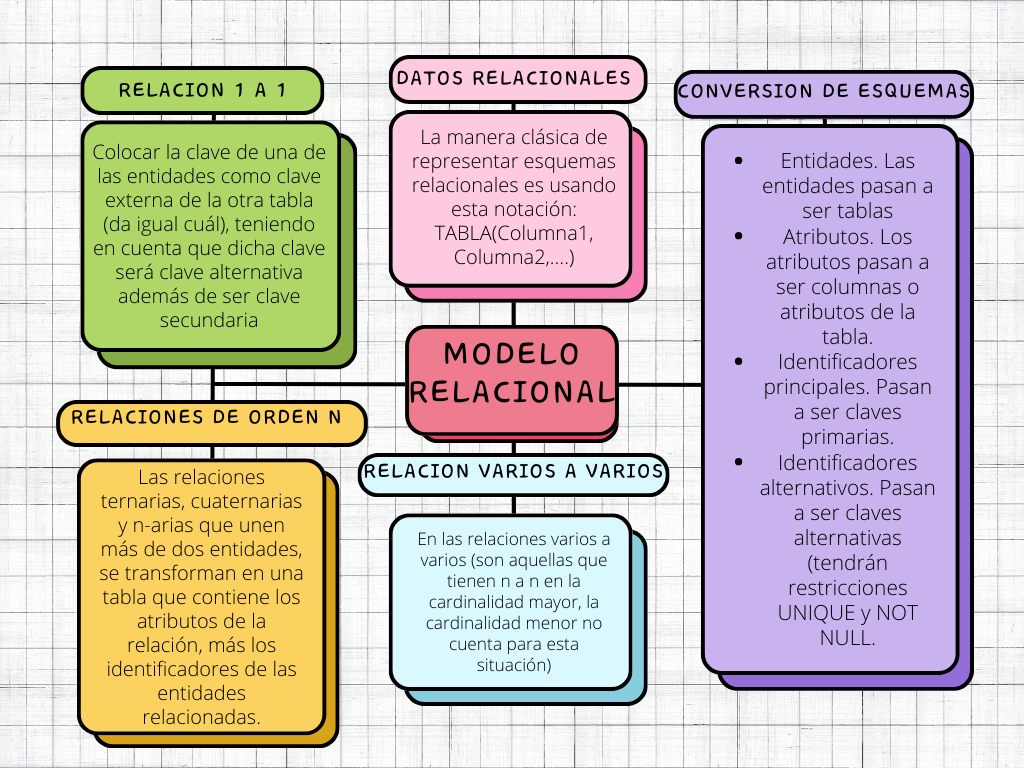 RELACION 1 A 1
Colocar la clave de una de
las entidades como clave
externa de la otra tabla
(da igual cuál), teniendo
en cuenta que dicha clave
será clave alternativa
además de ser clave
secundaria
DATOS RELACIONALES
La manera clásica de
representar esquemas
relacionales es usando
esta notación:
TABLA(Columna1,
Columna2,....)
CONVERSION DE ESQUEMAS
• Entidades. Las
entidades pasan a
ser tablas
• Atributos. Los
atributos pasan a
ser columnas o
atributos de la
tabla.
• Identificadores
principales. Pasan
a ser claves
primarias.
• Identificadores
alternativos. Pasan
a ser claves
alternativas
(tendrán
restricciones
UNIQUE y NOT
NULL.
MODELO
RELACIONAL
RELACIONES DE ORDEN N
Las relaciones
ternarias, cuaternarias
y n-arias que unen
más de dos entidades,
se transforman en una
tabla que contiene los
atributos de la
relación, más los
identificadores de las
entidades
relacionadas.
RELACION VARIOS A VARIOS
En las relaciones varios a
varios (son aquellas que
tienen n a n en la
cardinalidad mayor, la
cardinalidad menor no
cuenta para esta
situación)